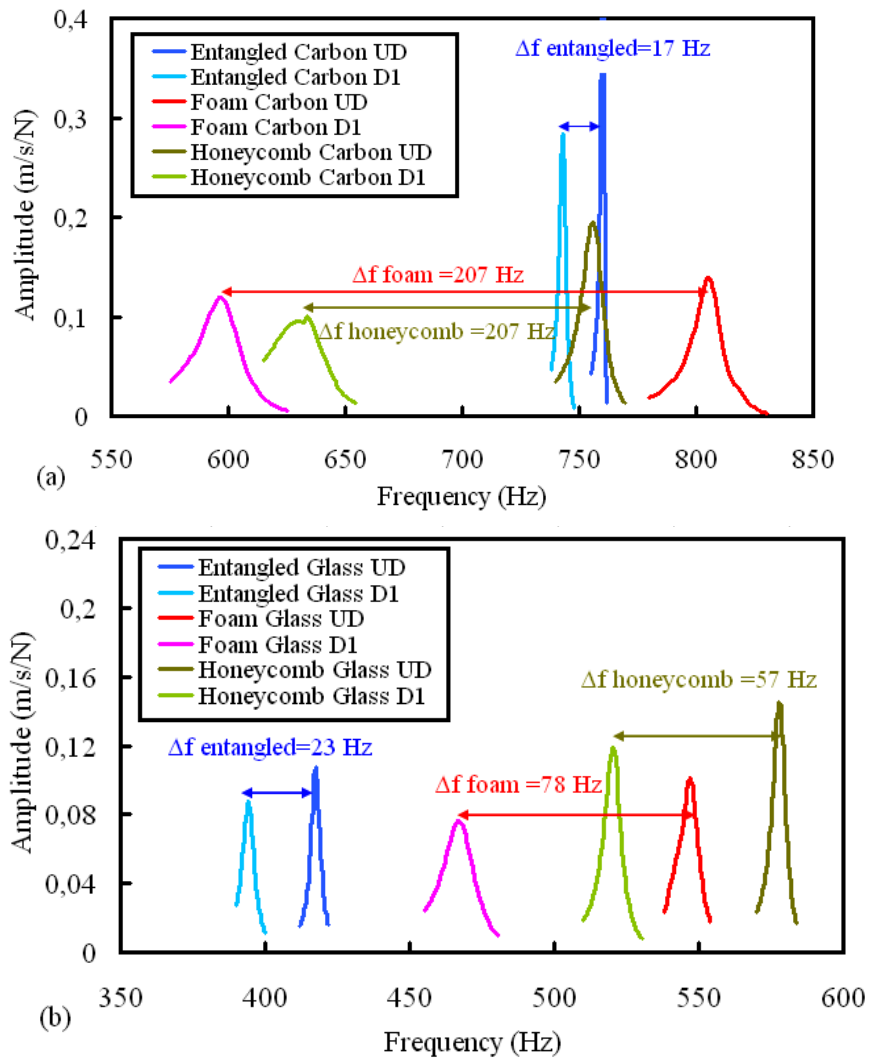 0,4
Entangled Carbon UD
Entangled Carbon D1
Foam Carbon UD
Foam Carbon D1
Honeycomb Carbon UD
Honeycomb Carbon D1
Δf entangled=17 Hz
0,3
0,2
Δf foam =207 Hz
0,1
Δf honeycomb =207 Hz
0
Amplitude (m/s/N)
550 600 650 700 750 800 850
(a)
Frequency (Hz)
0,24
Entangled Glass UD
Entangled Glass D1
Foam Glass UD
Foam Glass D1
Honeycomb Glass UD
Honeycomb Glass D1
0,2
0,16
Δf honeycomb =57 Hz
0,12
Δf entangled=23 Hz
Δf foam =78 Hz
0,08
0,04
0
Amplitude (m/s/N)
350 400 450 500 550 600
(b)
Frequency (Hz)